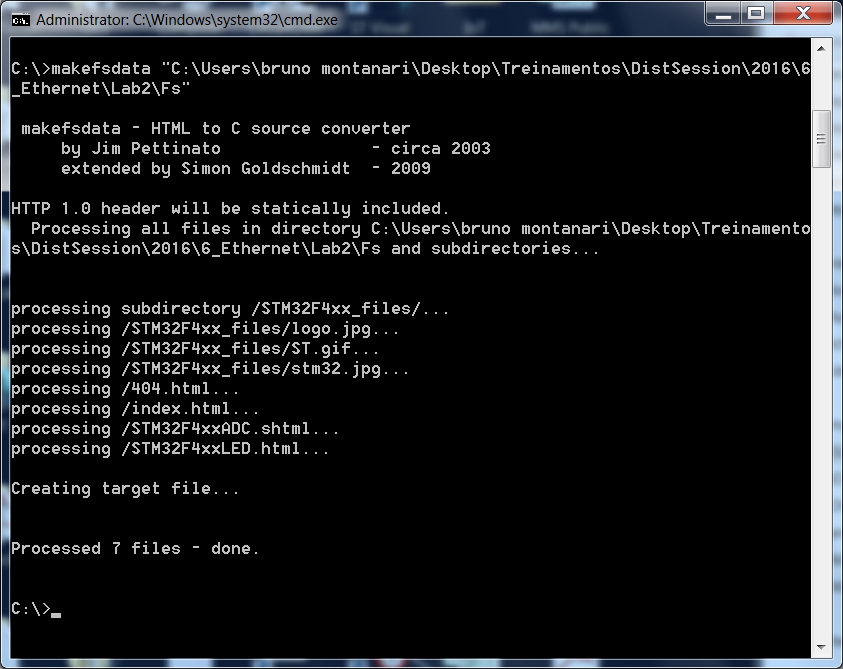 Administrator: C:\Windows\system32\cmd.exe
C:\>makefsdata "C:\Users\bruno montanari\Desktop\Treinamentos\DistSession\2016\6
_Ethernet\Lab2\Fs"
makefsdata - HTML to C source converter
by Jim Pettinato - circa 2003
extended by Simon Goldschmidt - 2009
HTTP 1.0 header will be statically included.
Processing all files in directory C:\Users\bruno montanari\Desktop\Treinamento
s\DistSession\2016\6_Ethernet\Lab2\Fs and subdirectories...
processing subdirectory /STM32F4xx_files/...
processing /STM32F4xx_files/logo.jpg...
processing /STM32F4xx_files/ST.gif...
processing /STM32F4xx_files/stm32.jpg...
processing /404.html...
processing /index.html...
processing /STM32F4xxADC.shtml...
processing /STM32F4xxLED.html...
Creating target file...
Processed 7 files - done.
C:\>_